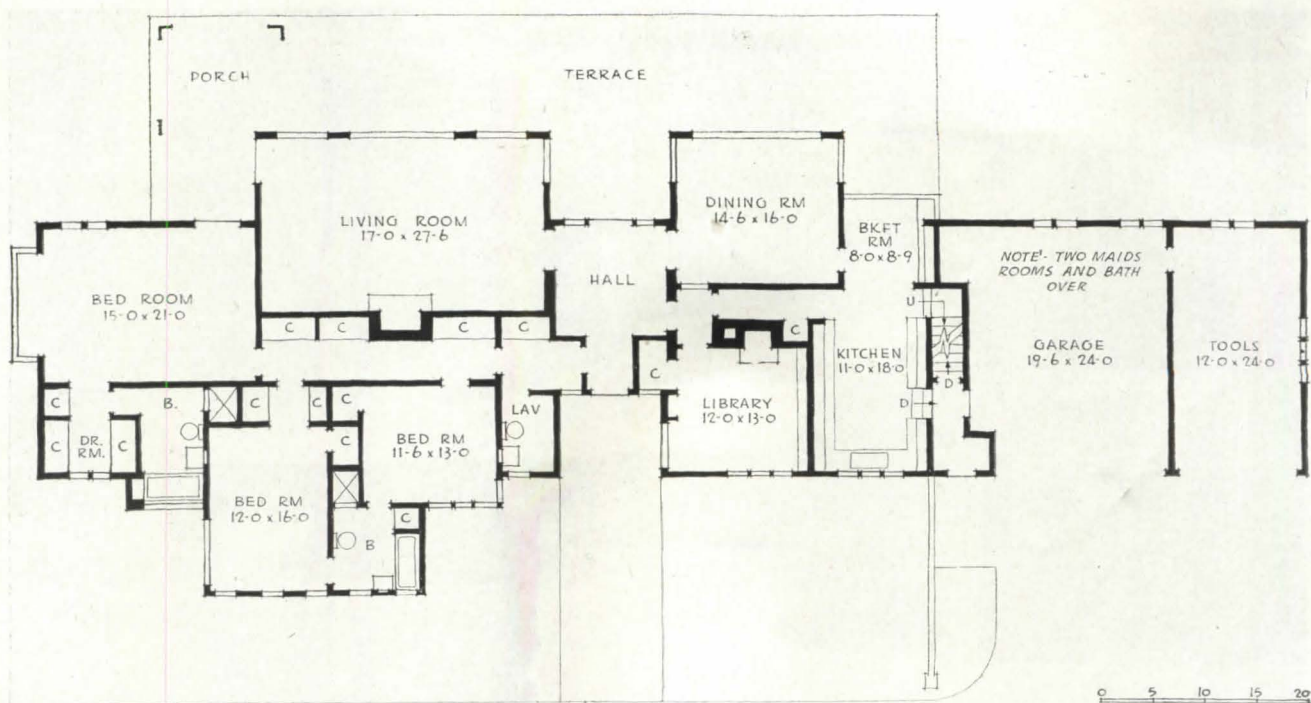 PORCH
TERRACE
LIVING ROOM
17-0 x 27-6
DINING RM
14-6 x 16-0
BKFT
RM
8-0 x 8-9
HALL
NOTE'- TWO MAIDS
ROOMS AND BATH
OVER
BED ROOM
15-0 x 21-0
U
C
C
C
C
C
KITCHEN
11-0 x 18-0
GARAGE
19-6 x 24-0
TOOLS
12-0 x 24-0
C
D
C
B.
C
C
C
LAV
LIBRARY
12-0 x 13-0
D
DR.
RM.
C
C
C
BED RM
11-6 x 13-0
BED RM
12-0 x 16-0
C
B
0 5 10 15 20